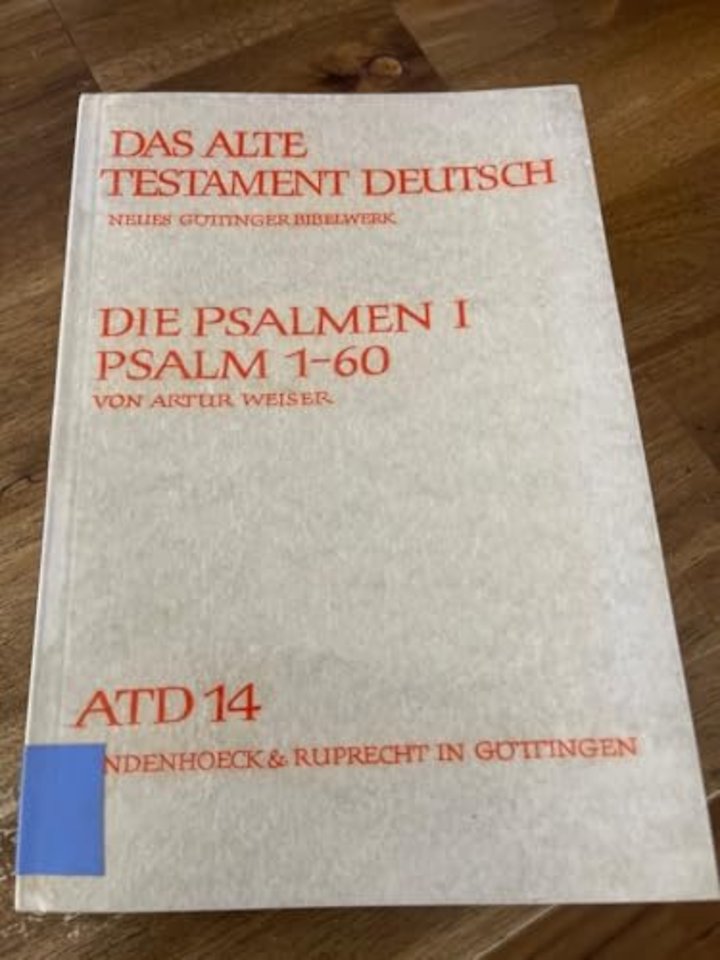 DAS ALTE
TESTAMENT DEUTSCH
NEUES GÖTTINGER BIBELWERK
DIE PSALMEN I
PSALM 1-60
VON ARTUR WEISER
ATD 14
NDENHOECK & RUPRECHT IN GÖTTINGEN